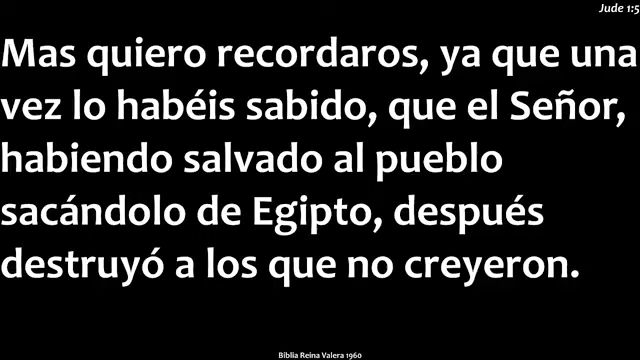 Jude 1:5
Mas quiero recordaros, ya que una
vez lo habéis sabido, que el Señor,
habiendo salvado al pueblo
sacándolo de Egipto, después
destruyó a los que no creyeron.
Biblia Reina Valera 1960